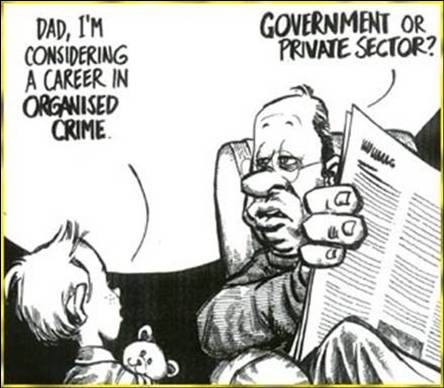 DAD, I'M
CONSIDERING
A CAREER IN
ORGANISED
CRIME.
GOVERNMENT OR
PRIVATE SECTOR?